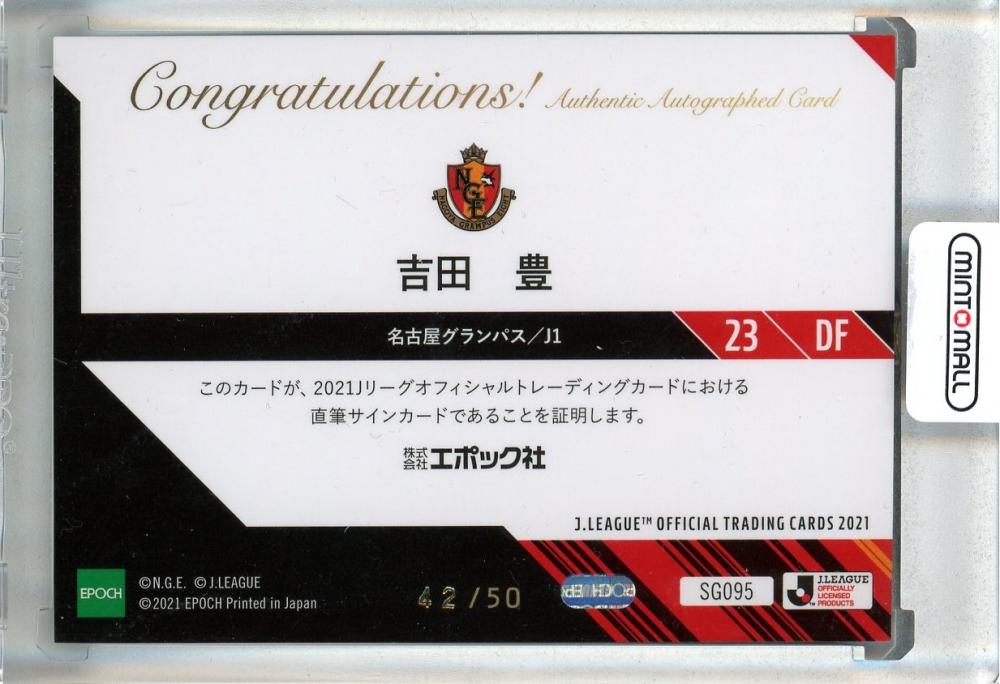 Congratulations! Authentic Autographed Card
NGE
NAGOYA GRAMPUS EIGHT
吉田 豊
名古屋グランパス/J1
23
DF
このカードが、2021Jリーグオフィシャルトレーディングカードにおける
直筆サインカードであることを証明します。
株式会社エポック社
J.LEAGUE™ OFFICIAL TRADING CARDS 2021
EPOCH
©N.G.E. ©J.LEAGUE
©2021 EPOCH Printed in Japan
42/50
SG095
J.LEAGUE
OFFICIALLY
LICENSED
PRODUCTS
MINTMALL